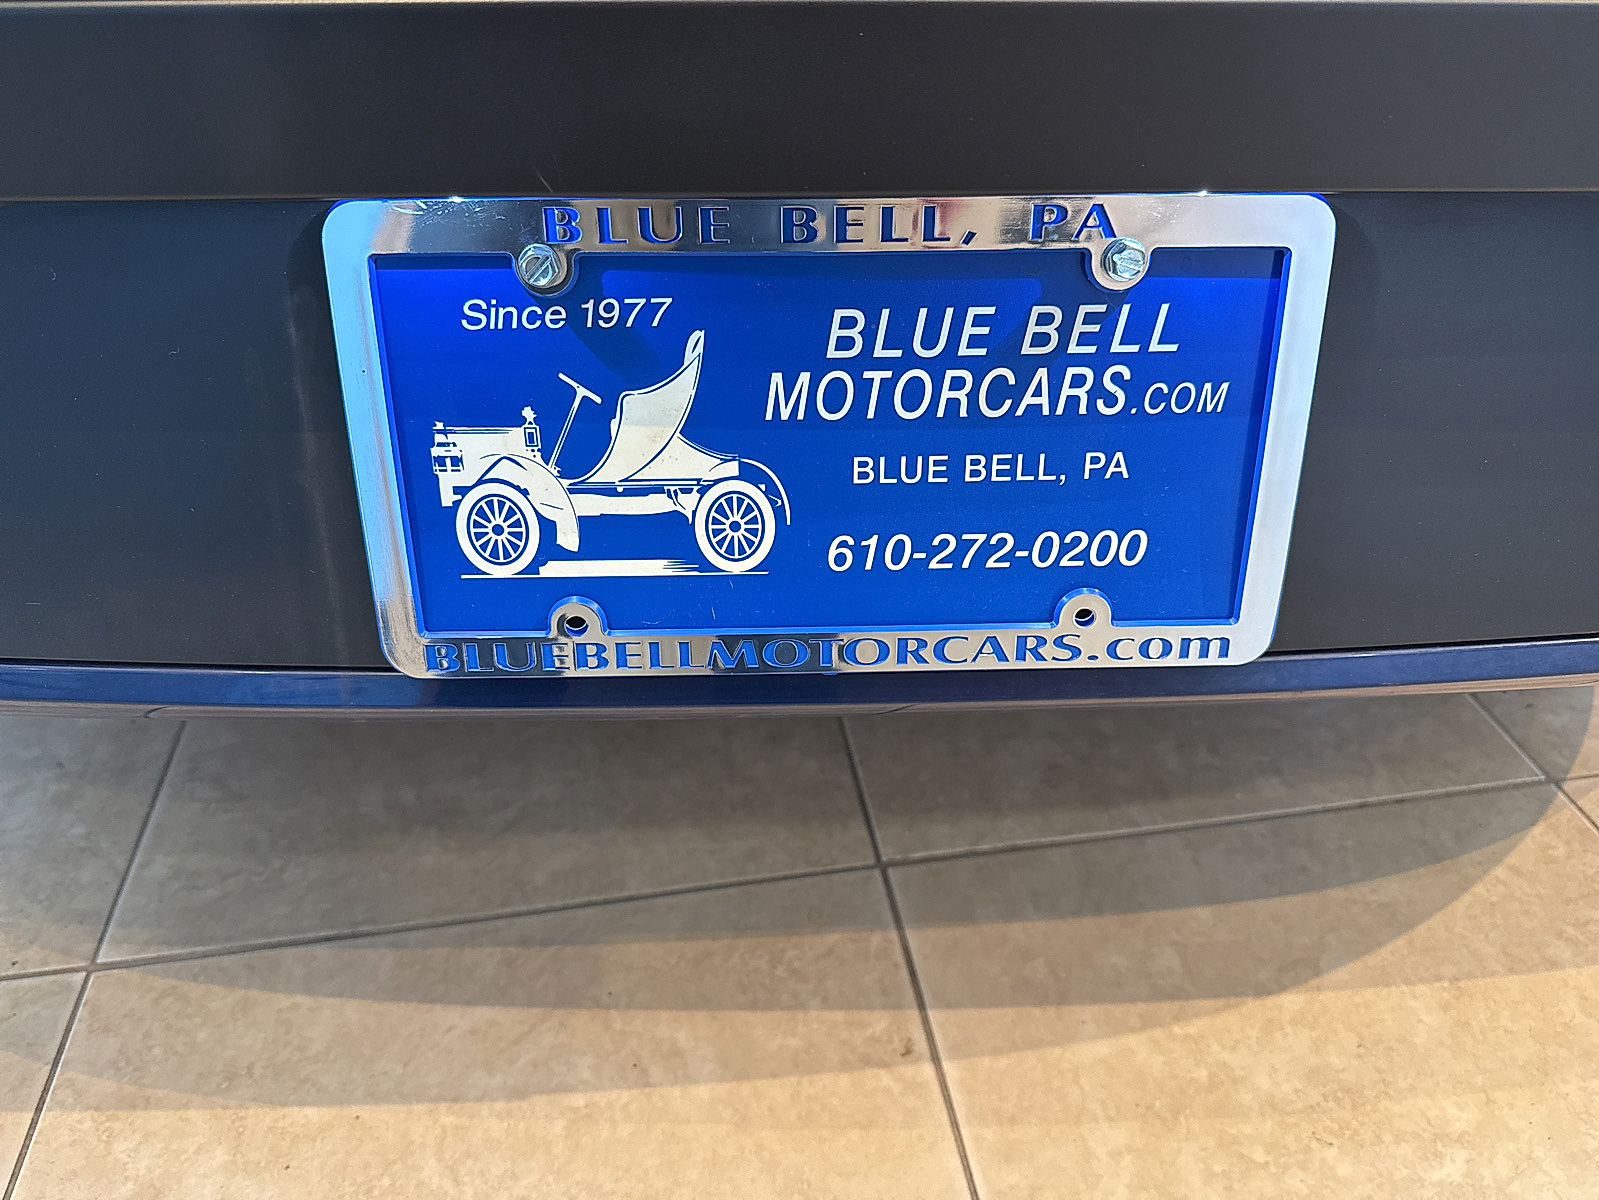 BLUE BELL, PA
Since 1977
BLUE BELL
MOTORCARS.COM
BLUE BELL, PA
610-272-0200
BLUEBELLMOTORCARS.com